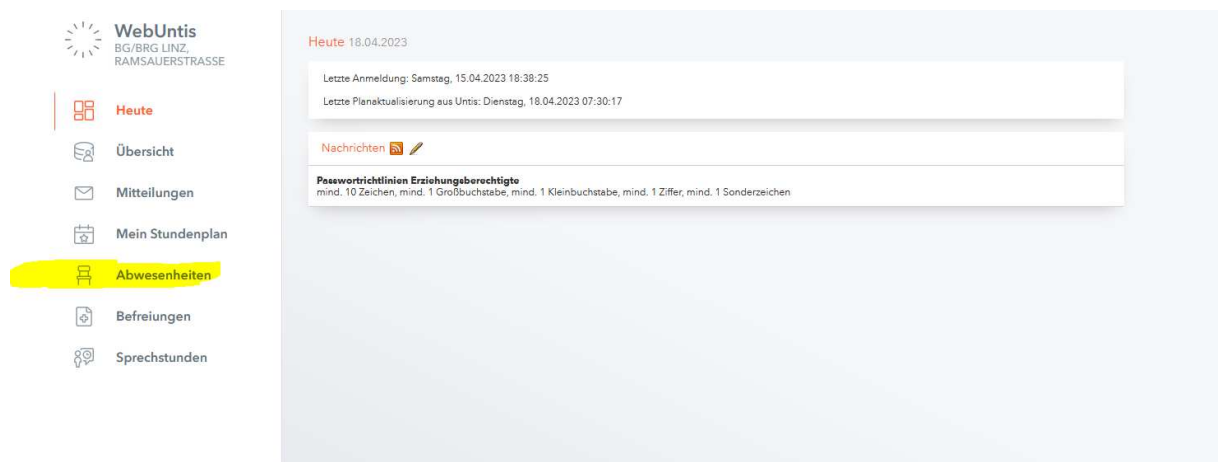 WebUntis
BG/BRG LINZ,
RAMSAUERSTRASSE
Heute
Übersicht
Mitteilungen
Mein Stundenplan
Abwesenheiten
Befreiungen
Sprechstunden
Heute 18.04.2023
Letzte Anmeldung: Samstag, 15.04.2023 18:38:25
Letzte Planaktualisierung aus Untis: Dienstag, 18.04.2023 07:30:17
Nachrichten
Passwortrichtlinien Erziehungsberechtigte
mind. 10 Zeichen, mind. 1 Großbuchstabe, mind. 1 Kleinbuchstabe, mind. 1 Ziffer, mind. 1 Sonderzeichen